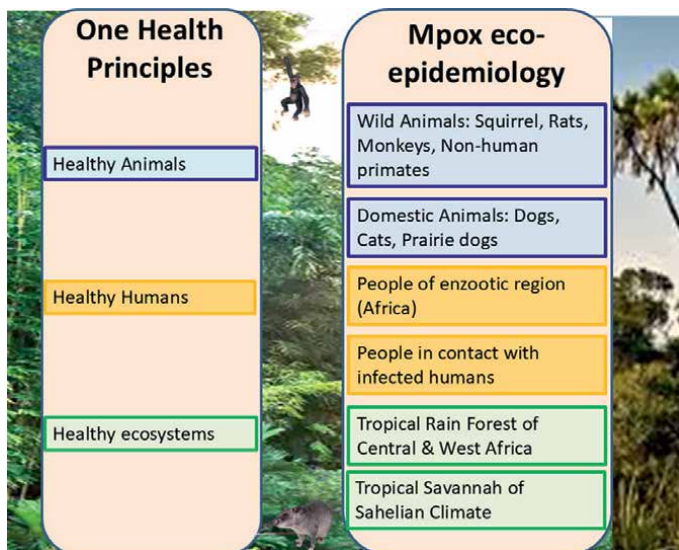 One Health
Principles
Healthy Animals
Healthy Humans
Healthy ecosystems
Mpox eco-
epidemiology
Wild Animals: Squirrel, Rats,
Monkeys, Non-human
primates
Domestic Animals: Dogs,
Cats, Prairie dogs
People of enzootic region
(Africa)
People in contact with
infected humans
Tropical Rain Forest of
Central & West Africa
Tropical Savannah of
Sahelian Climate